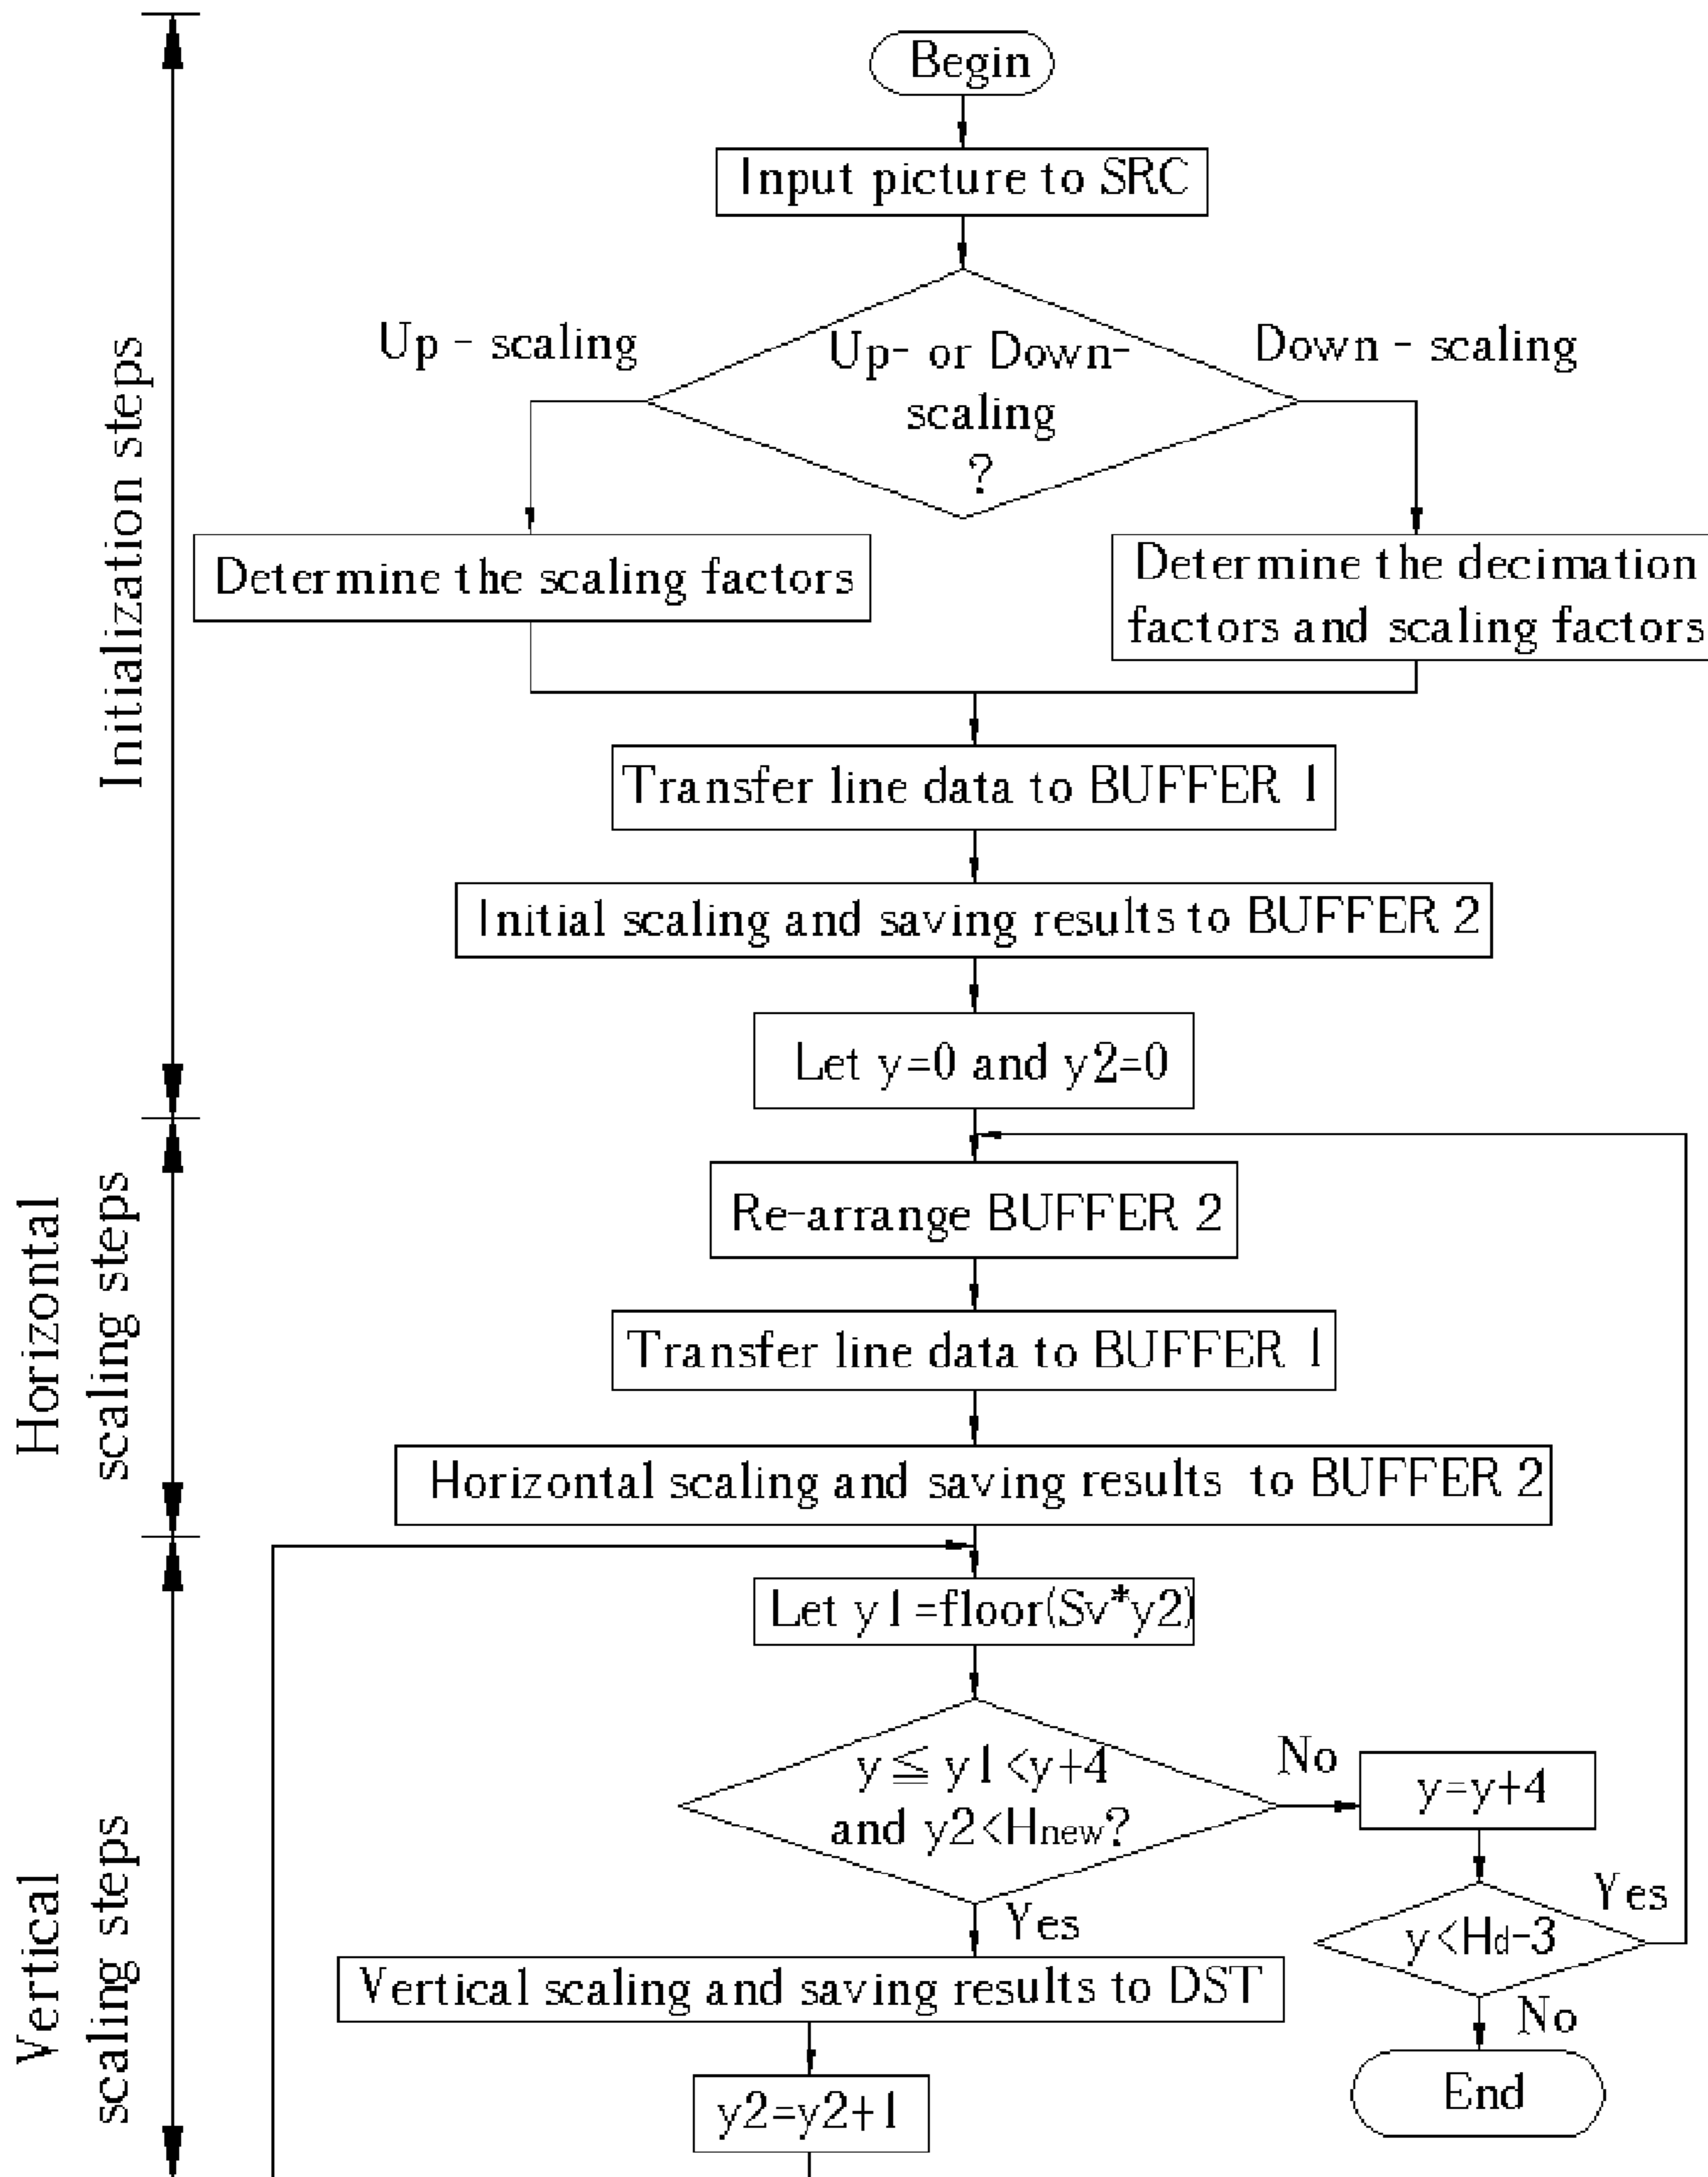 Begin
Input picture to SRC
Up - scaling
Up- or Down-
scaling
?
Down - scaling
Determine the scaling factors
Determine the decimation
factors and scaling factors
Transfer line data to BUFFER 1
Initial scaling and saving results to BUFFER 2
Let y=0 and y2=0
Initialization steps
Re-arrange BUFFER 2
Transfer line data to BUFFER 1
Horizontal scaling and saving results to BUFFER 2
Horizontal
scaling steps
Let y1=floor(Sv*y2)
y≦y1<y+4
and y2<Hnew?
No
y=y+4
Yes
Yes
y<Hd-3
No
End
Vertical scaling and saving results to DST
y2=y2+1
Vertical
scaling steps